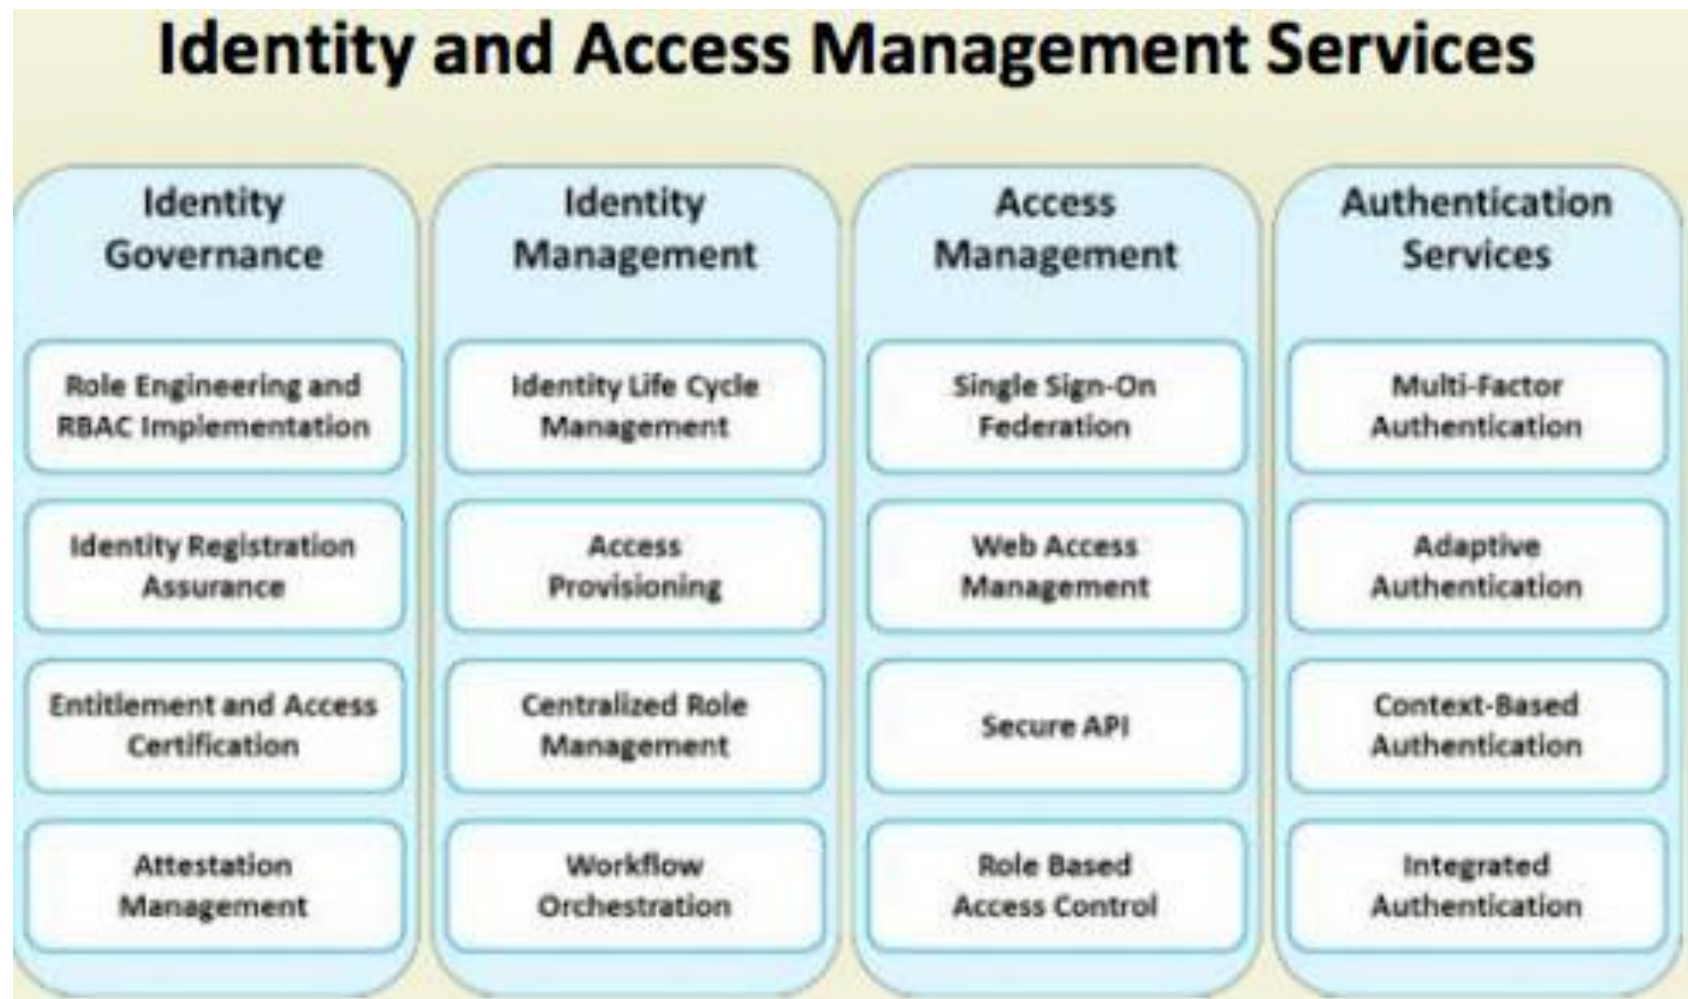 Identity and Access Management Services
Identity
Governance
Role Engineering and
RBAC Implementation
Identity Registration
Assurance
Entitlement and Access
Certification
Attestation
Management
Identity
Management
Identity Life Cycle
Management
Access
Provisioning
Centralized Role
Management
Workflow
Orchestration
Access
Management
Single Sign-On
Federation
Web Access
Management
Secure API
Role Based
Access Control
Authentication
Services
Multi-Factor
Authentication
Adaptive
Authentication
Context-Based
Authentication
Integrated
Authentication